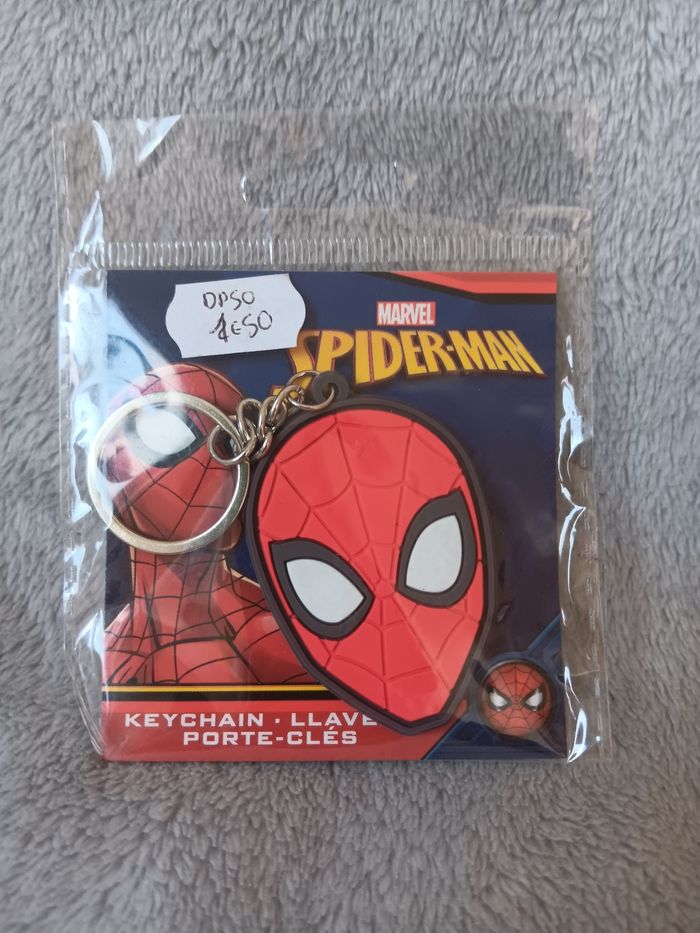 DPSO
1€50
MARVEL
SPIDER-MAN
KEYCHAIN · LLAVE
PORTE-CLÉS